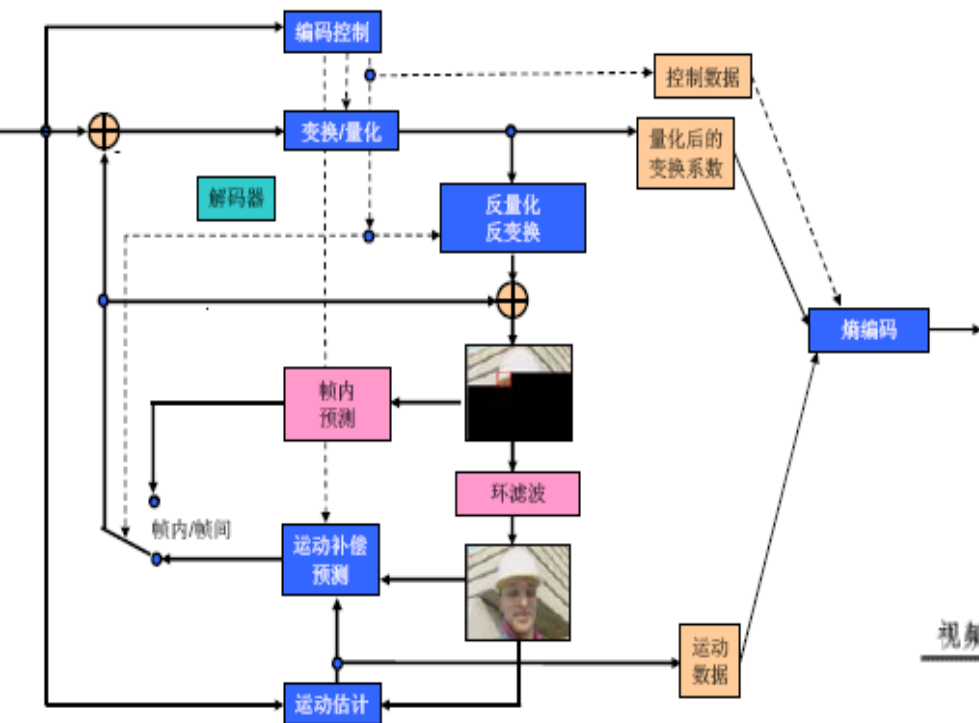 编码控制
控制数据
变换/量化
量化后的
变换系数
解码器
反量化
反变换
熵编码
帧内
预测
环滤波
帧内/帧间
运动补偿
预测
运动
数据
视频
运动估计